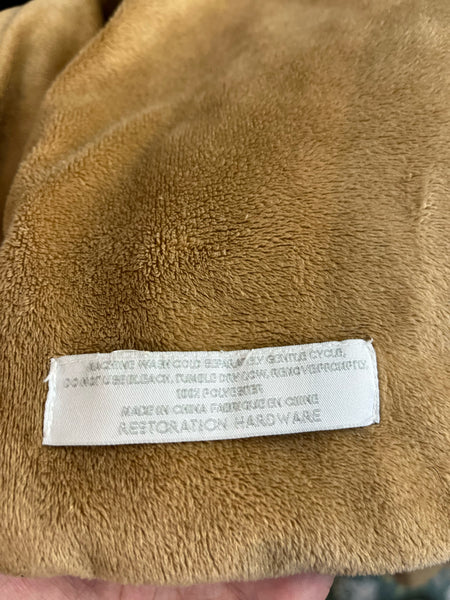 MACHINE WASH COLD SEPARATELY GENTLE CYCLE,
DO NOT BLEACH, TUMBLE DRY LOW, REMOVE PROMPTLY,
100% POLYESTER
MADE IN CHINA FABRIQUE EN CHINE
RESTORATION HARDWARE